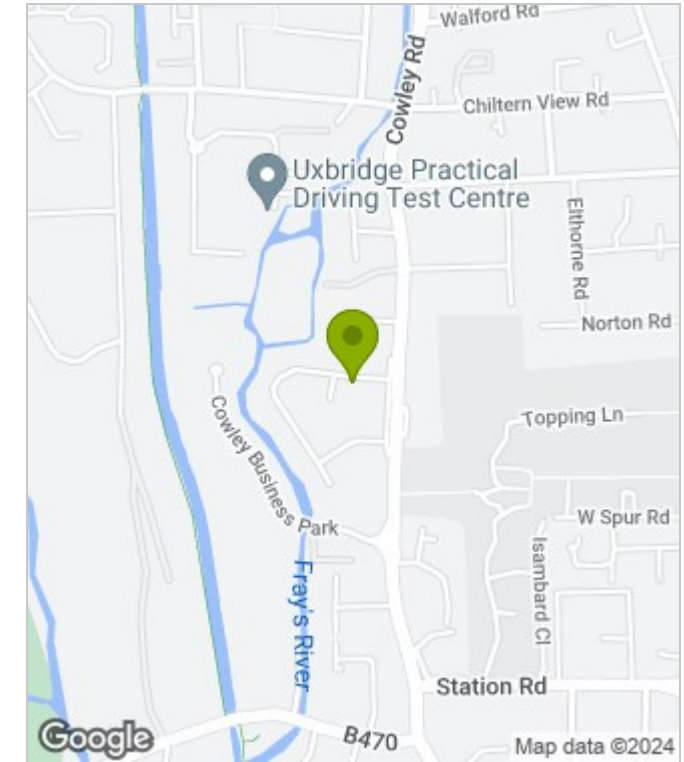 Walford Rd
Cowley Rd
Chiltern View Rd
Uxbridge Practical
Driving Test Centre
Elthorne Rd
Norton Rd
Topping Ln
Cowley Business Park
W Spur Rd
Isambard Cl
Fray's River
Station Rd
B470
Google
Map data ©2024